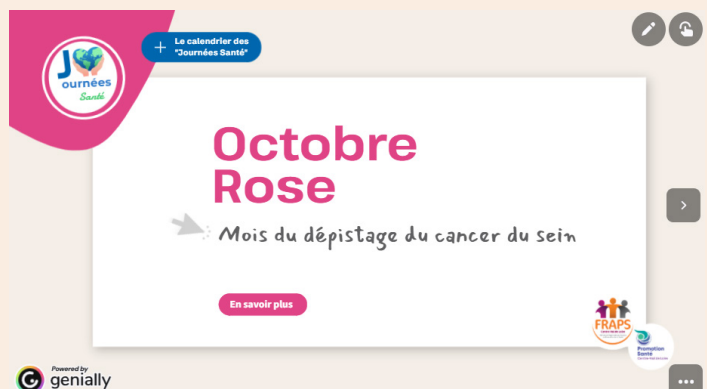 Journées
Santé
Le calendrier des
"Journées Santé"
Octobre
Rose
Mois du dépistage du cancer du sein
En savoir plus
FRAPS
Promotion
Santé
Powered by
genially